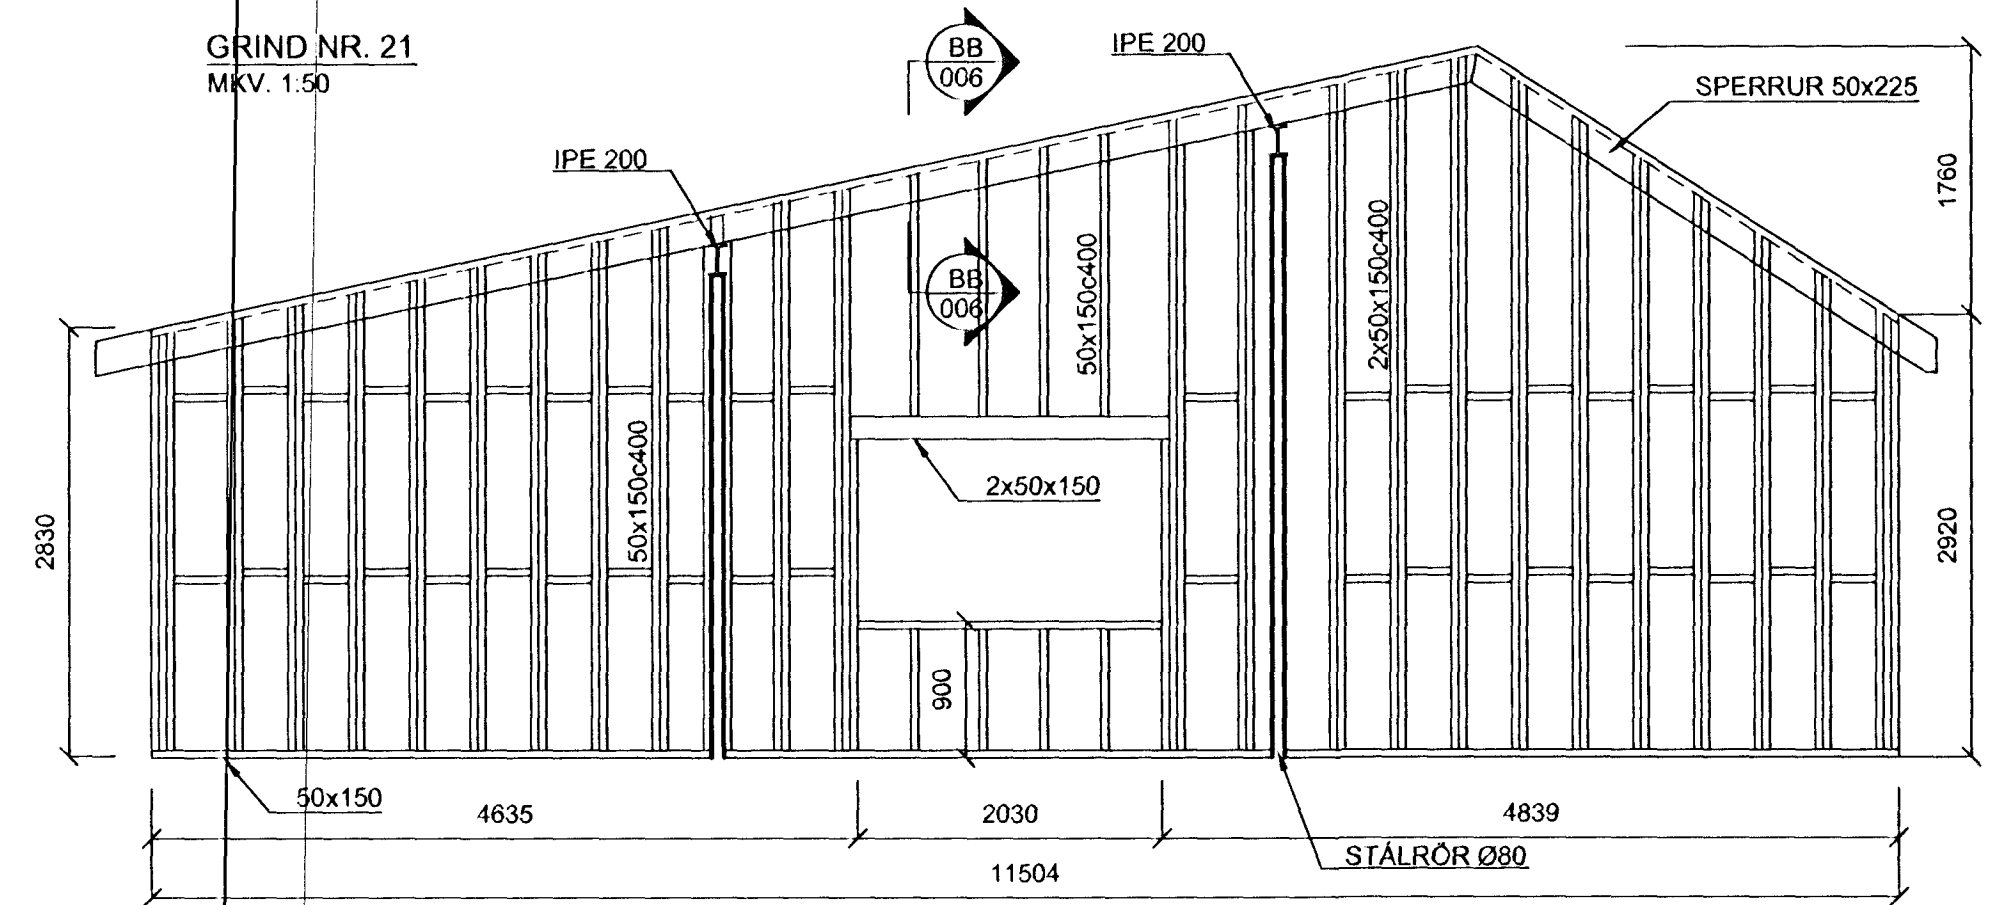 GRIND NR. 21
MKV. 1:50
BB
006
IPE 200
SPERRUR 50x225
IPE 200
1760
50x150c400
2x50x150c400
BB
006
2830
50x150c400
2x50x150
2920
900
50x150
4635
2030
4839
STÁLRÖR Ø80
11504